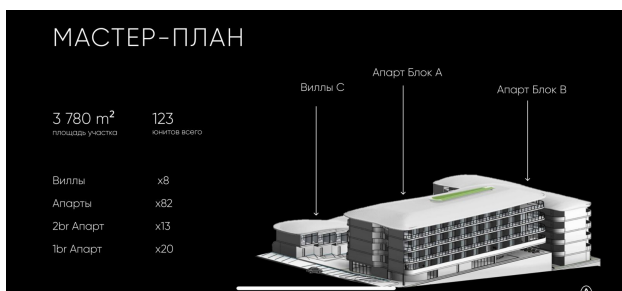 МАСТЕР-ПЛАН
Апарт Блок А
Виллы С
Апарт Блок В
3 780 m² 123
площадь участка юнитов всего
Виллы x8
Апарты x82
2br Апарт x13
1br Апарт x20